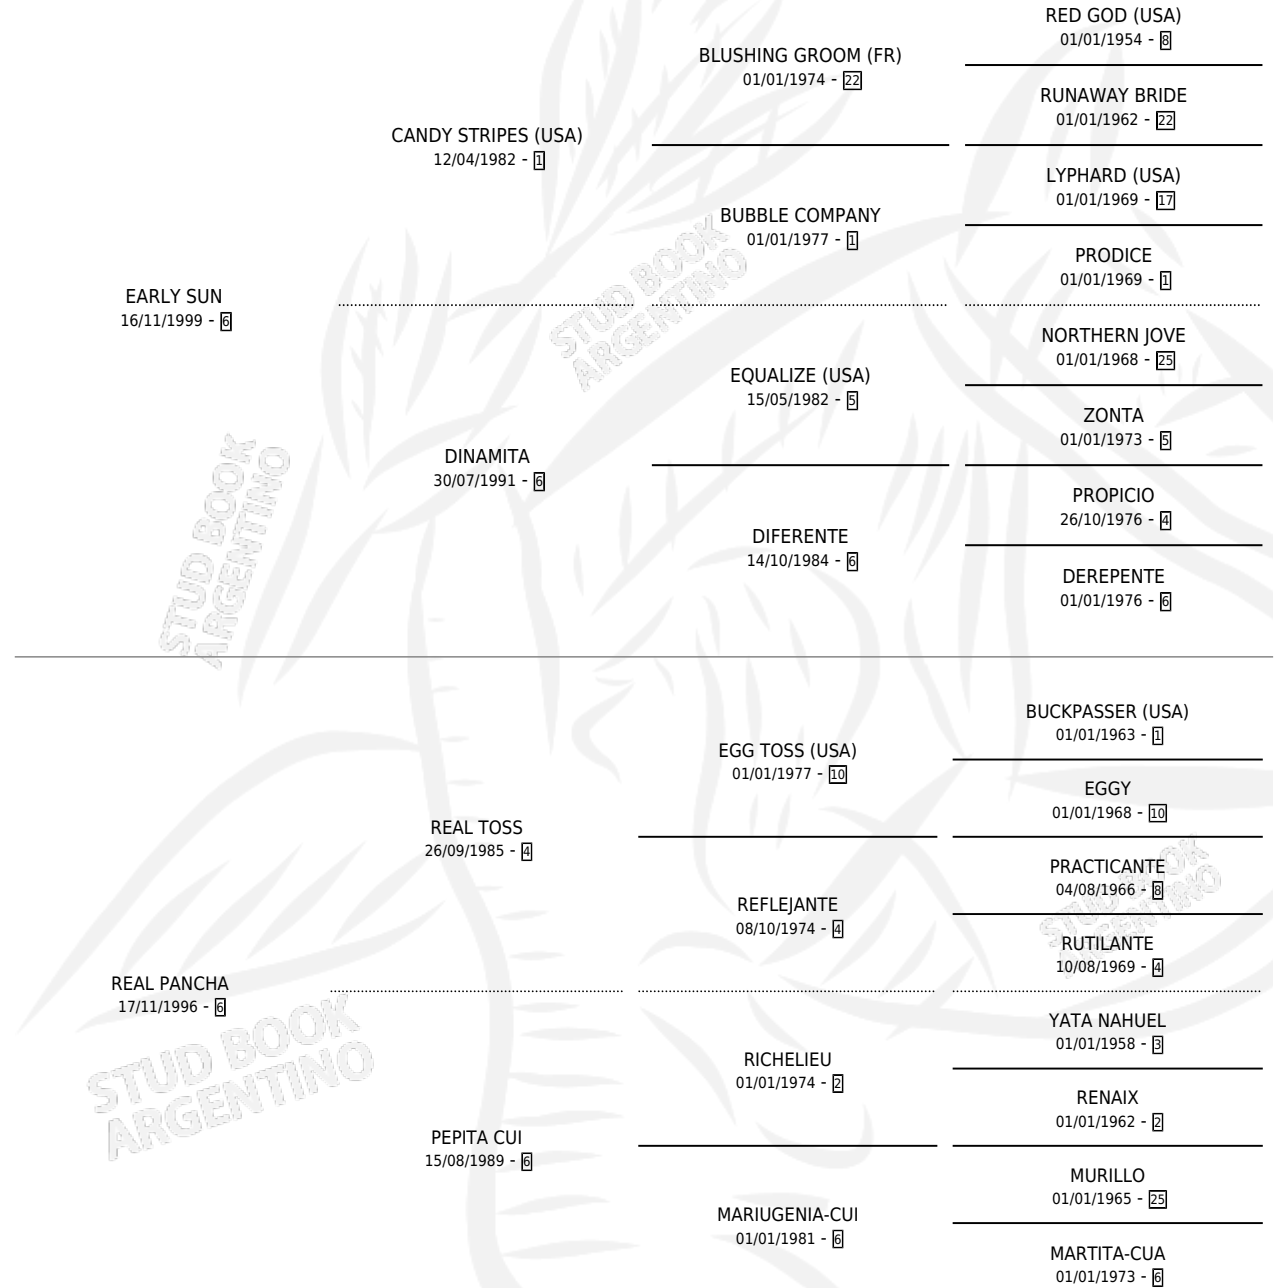 RED GOD (USA)
01/01/1954 - 8
BLUSHING GROOM (FR)
01/01/1974 - 22
RUNAWAY BRIDE
01/01/1962 - 22
CANDY STRIPES (USA)
12/04/1982 - 1
LYPHARD (USA)
01/01/1969 - 17
BUBBLE COMPANY
01/01/1977 - 1
PRODICE
01/01/1969 - 1
EARLY SUN
16/11/1999 - 6
NORTHERN JOVE
01/01/1968 - 25
EQUALIZE (USA)
15/05/1982 - 5
ZONTA
01/01/1973 - 5
DINAMITA
30/07/1991 - 6
PROPICIO
26/10/1976 - 4
DIFERENTE
14/10/1984 - 6
DEREPENTE
01/01/1976 - 6
STUD BOOK
ARGENTINO
STUD BOOK
ARGENTINO
BUCKPASSER (USA)
01/01/1963 - 1
EGG TOSS (USA)
01/01/1977 - 10
EGGY
01/01/1968 - 10
REAL TOSS
26/09/1985 - 4
PRACTICANTE
04/08/1966 - 8
REFLEJANTE
08/10/1974 - 4
RUTILANTE
10/08/1969 - 4
STUD BOOK
ARGENTINO
REAL PANCHA
17/11/1996 - 6
YATA NAHUEL
01/01/1958 - 3
RICHELIEU
01/01/1974 - 2
RENAIX
01/01/1962 - 2
STUD BOOK
ARGENTINO
PEPITA CUI
15/08/1989 - 6
MURILLO
01/01/1965 - 25
MARIUGENIA-CUI
01/01/1981 - 6
MARTITA-CUA
01/01/1973 - 6